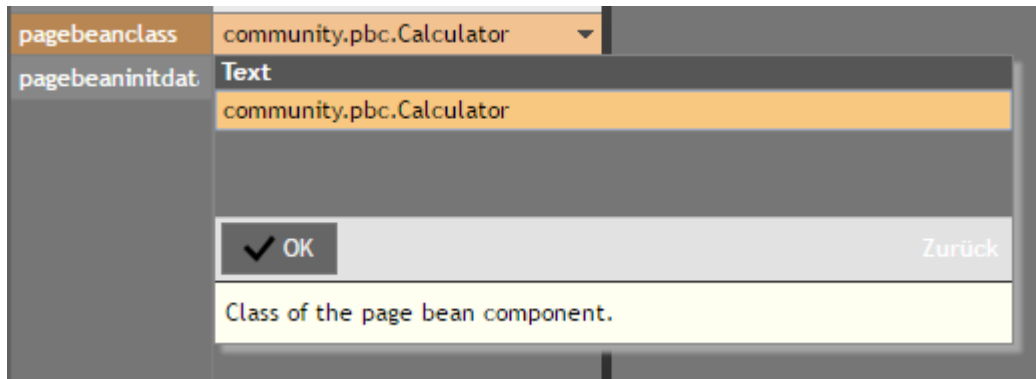 pagebeanclass community.pbc.Calculator
pagebeaninitdat
Text
community.pbc.Calculator
OK Zurück
Class of the page bean component.